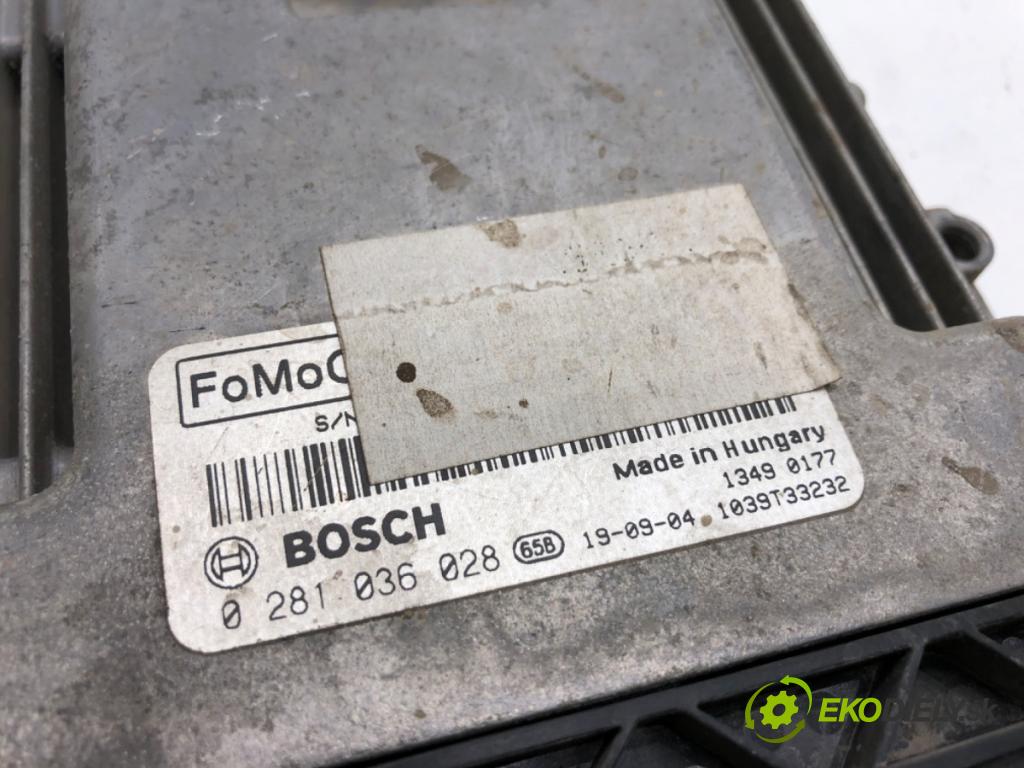 FoMoC
S/N
Made in Hungary
1349 0177
BOSCH
0 281 036 028 65B 19-09-04 1039T33232
EKODIELY.SK